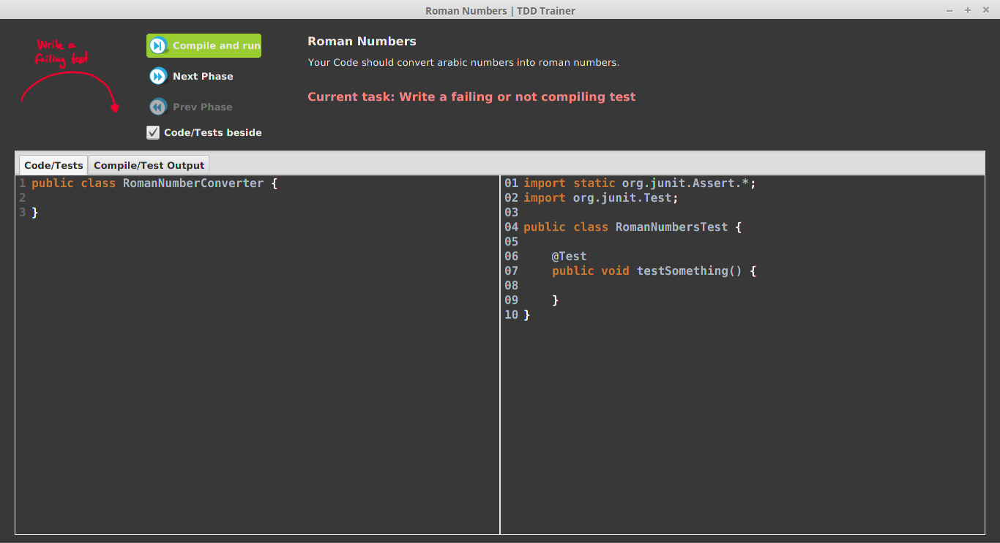 Roman Numbers | TDD Trainer
Write a
failing test
Compile and run
Next Phase
Prev Phase
Code/Tests beside
Roman Numbers
Your Code should convert arabic numbers into roman numbers.
Current task: Write a failing or not compiling test
Code/Tests
Compile/Test Output
1 public class RomanNumberConverter {
2
3 }
01 import static org.junit.Assert.*;
02 import org.junit.Test;
03
04 public class RomanNumbersTest {
05
06     @Test
07     public void testSomething() {
08
09     }
10 }